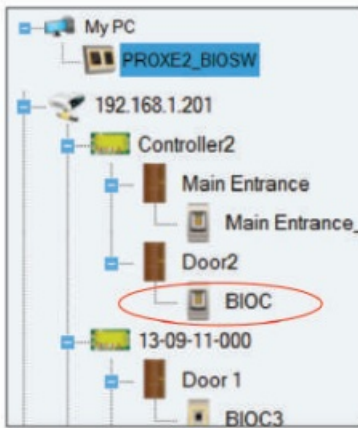 My PC
PROXE2_BIOSW
192.168.1.201
Controller2
Main Entrance
Main Entrance_
Door2
BIOC
13-09-11-000
Door 1
BIOC3